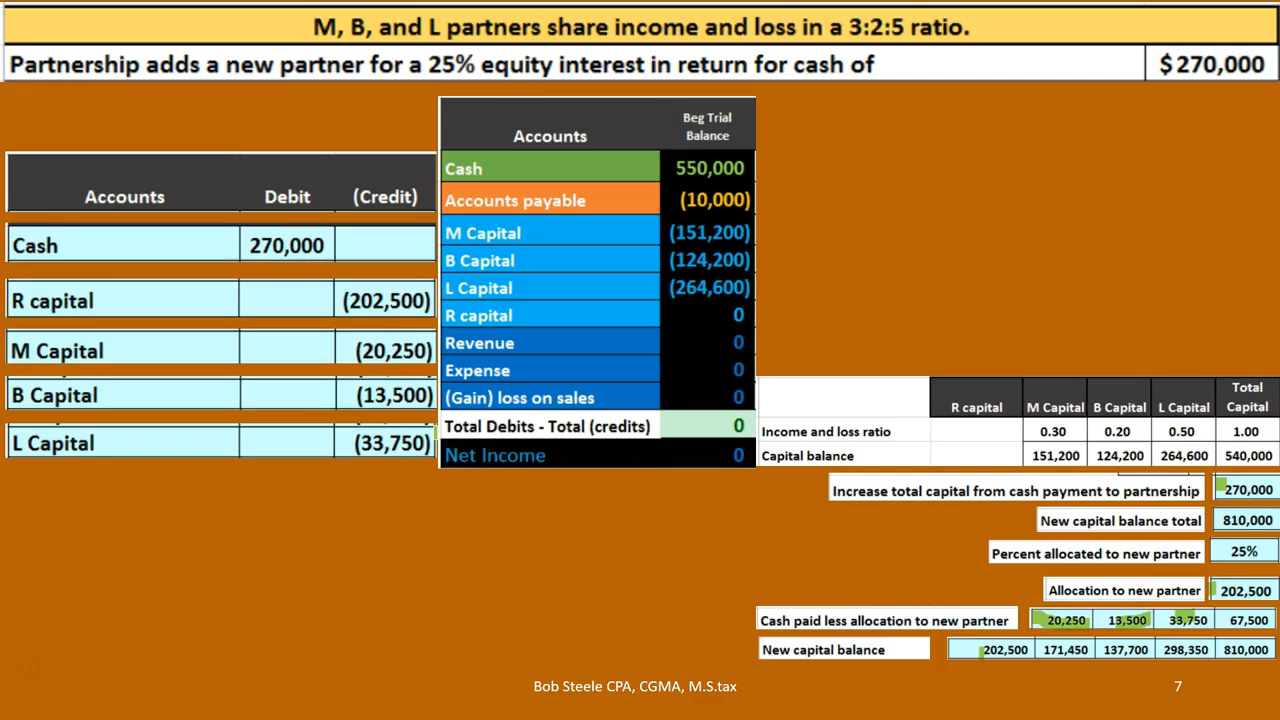 M, B, and L partners share income and loss in a 3:2:5 ratio.
Partnership adds a new partner for a 25% equity interest in return for cash of $270,000
Accounts Debit (Credit)
Cash 270,000
R capital (202,500)
M Capital (20,250)
B Capital (13,500)
L Capital (33,750)
Accounts Beg Trial Balance
Cash 550,000
Accounts payable (10,000)
M Capital (151,200)
B Capital (124,200)
L Capital (264,600)
R capital 0
Revenue 0
Expense 0
(Gain) loss on sales 0
Total Debits - Total (credits) 0
Net Income 0
R capital M Capital B Capital L Capital Total Capital
Income and loss ratio 0.30 0.20 0.50 1.00
Capital balance 151,200 124,200 264,600 540,000
Increase total capital from cash payment to partnership 270,000
New capital balance total 810,000
Percent allocated to new partner 25%
Allocation to new partner 202,500
Cash paid less allocation to new partner 20,250 13,500 33,750 67,500
New capital balance 202,500 171,450 137,700 298,350 810,000
Bob Steele CPA, CGMA, M.S.tax 7